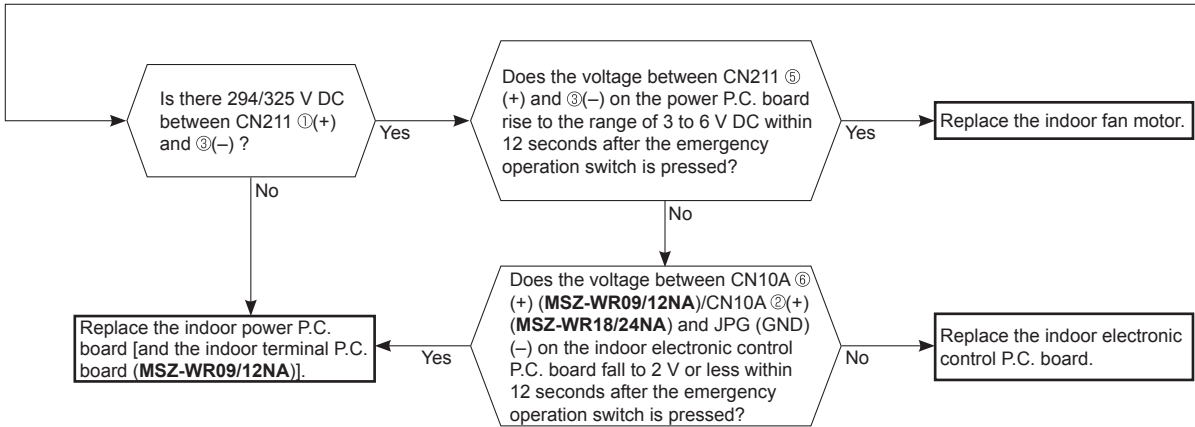 Is there 294/325 V DC
between CN211 ①(+)
and ③(–) ?
Yes
No
Does the voltage between CN211 ⑤
(+) and ③(–) on the power P.C. board
rise to the range of 3 to 6 V DC within
12 seconds after the emergency
operation switch is pressed?
Yes
No
Replace the indoor fan motor.
Does the voltage between CN10A ⑥
(+) (MSZ-WR09/12NA)/CN10A ②(+)
(MSZ-WR18/24NA) and JPG (GND)
(–) on the indoor electronic control
P.C. board fall to 2 V or less within
12 seconds after the emergency
operation switch is pressed?
Yes
No
Replace the indoor power P.C.
board [and the indoor terminal P.C.
board (MSZ-WR09/12NA)].
Replace the indoor electronic
control P.C. board.